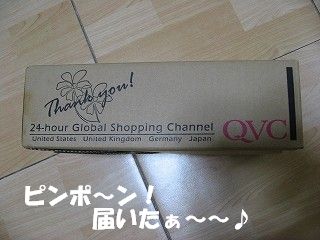 Thank you!
24-hour Global Shopping Channel
United States United Kingdom Germany Japan
QVC
ピンポ〜ン！
届いたぁ〜〜♪